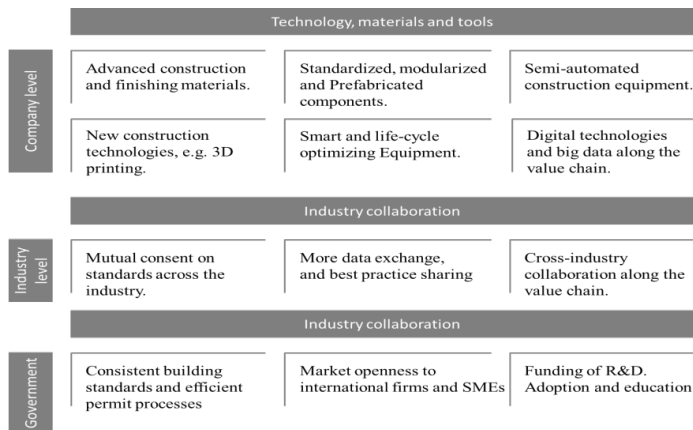 Technology, materials and tools
Company level
Advanced construction
and finishing materials.
Standardized, modularized
and Prefabricated
components.
Semi-automated
construction equipment.
New construction
technologies, e.g. 3D
printing.
Smart and life-cycle
optimizing Equipment.
Digital technologies
and big data along the
value chain.
Industry collaboration
Industry
level
Mutual consent on
standards across the
industry.
More data exchange,
and best practice sharing
Cross-industry
collaboration along the
value chain.
Industry collaboration
Government
Consistent building
standards and efficient
permit processes
Market openness to
international firms and SMEs
Funding of R&D.
Adoption and education